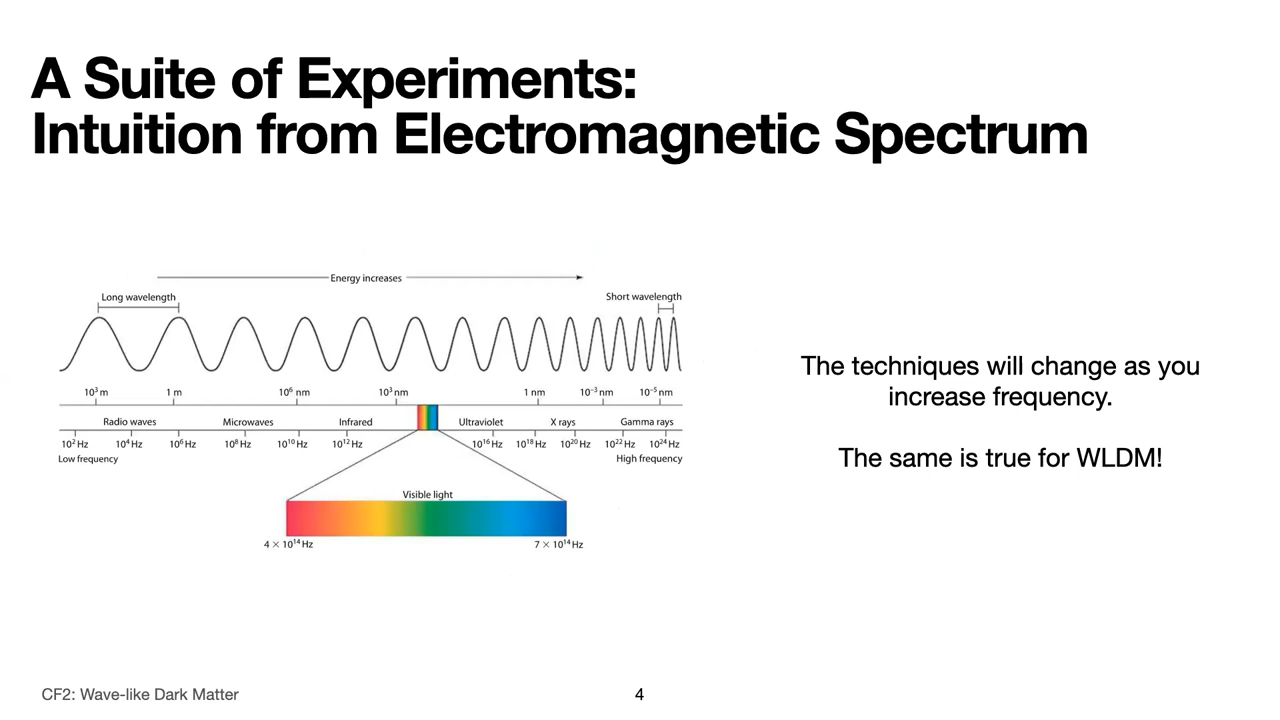 A Suite of Experiments:
Intuition from Electromagnetic Spectrum
Energy increases
Long wavelength
Short wavelength
10³ m 1 m 10⁶ nm 10³ nm 1 nm 10⁻³ nm 10⁻⁵ nm
Radio waves Microwaves Infrared Ultraviolet X rays Gamma rays
10² Hz 10⁴ Hz 10⁶ Hz 10⁸ Hz 10¹⁰ Hz 10¹² Hz 10¹⁶ Hz 10¹⁸ Hz 10²⁰ Hz 10²² Hz 10²⁴ Hz
Low frequency High frequency
Visible light
4 × 10¹⁴ Hz 7 × 10¹⁴ Hz
The techniques will change as you
increase frequency.
The same is true for WLDM!
CF2: Wave-like Dark Matter
4